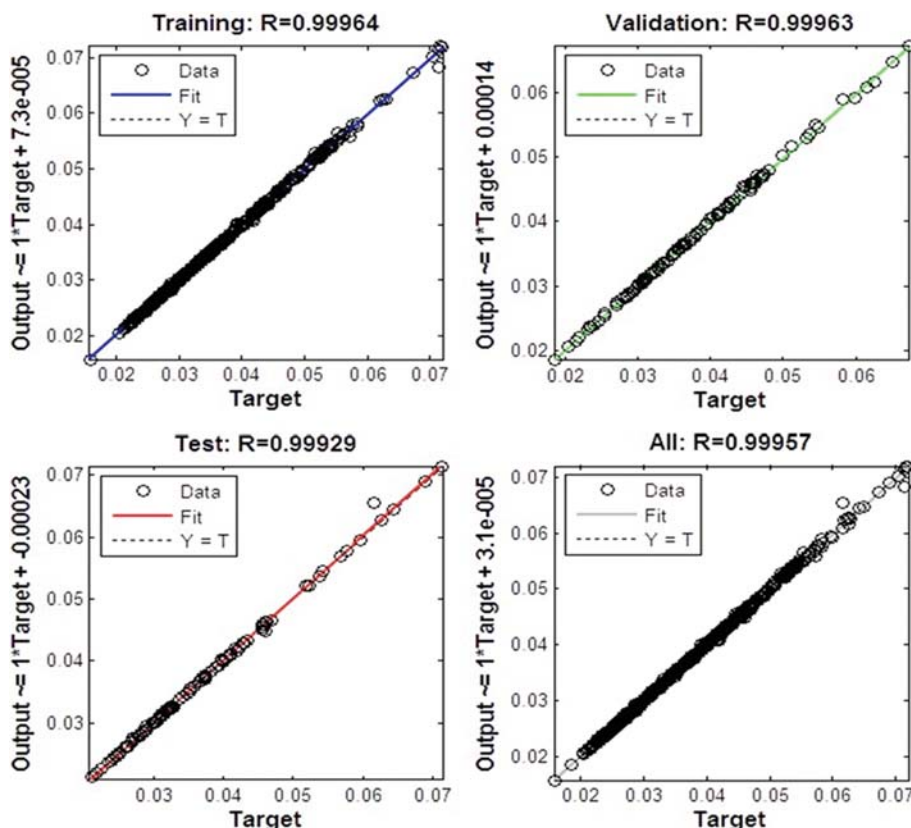 Training: R=0.99964
Output ~= 1*Target + 7.3e-005
0.07
0.06
0.05
0.04
0.03
0.02
Data
Fit
Y = T
0.02 0.03 0.04 0.05 0.06 0.07
Target
Validation: R=0.99963
Output ~= 1*Target + 0.00014
0.06
0.05
0.04
0.03
0.02
Data
Fit
Y = T
0.02 0.03 0.04 0.05 0.06
Target
Test: R=0.99929
Output ~= 1*Target + -0.00023
0.07
0.06
0.05
0.04
0.03
Data
Fit
Y = T
0.03 0.04 0.05 0.06 0.07
Target
All: R=0.99957
Output ~= 1*Target + 3.1e-005
0.07
0.06
0.05
0.04
0.03
0.02
Data
Fit
Y = T
0.02 0.03 0.04 0.05 0.06 0.07
Target